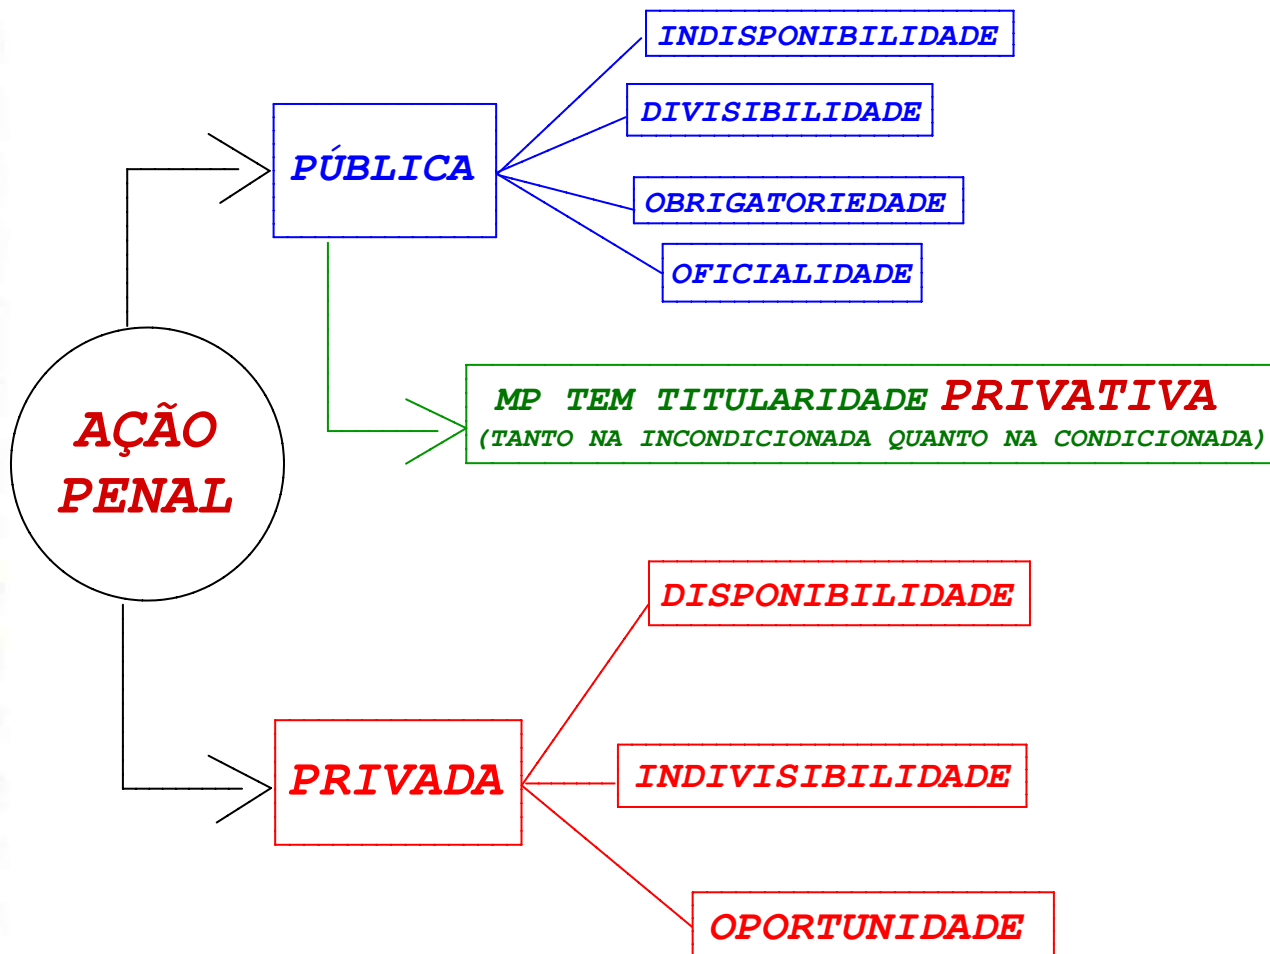 INDISPONIBILIDADE
DIVISIBILIDADE
PÚBLICA
OBRIGATORIEDADE
OFICIALIDADE
MP TEM TITULARIDADE PRIVATIVA
(TANTO NA INCONDICIONADA QUANTO NA CONDICIONADA)
AÇÃO
PENAL
DISPONIBILIDADE
PRIVADA
INDIVISIBILIDADE
OPORTUNIDADE